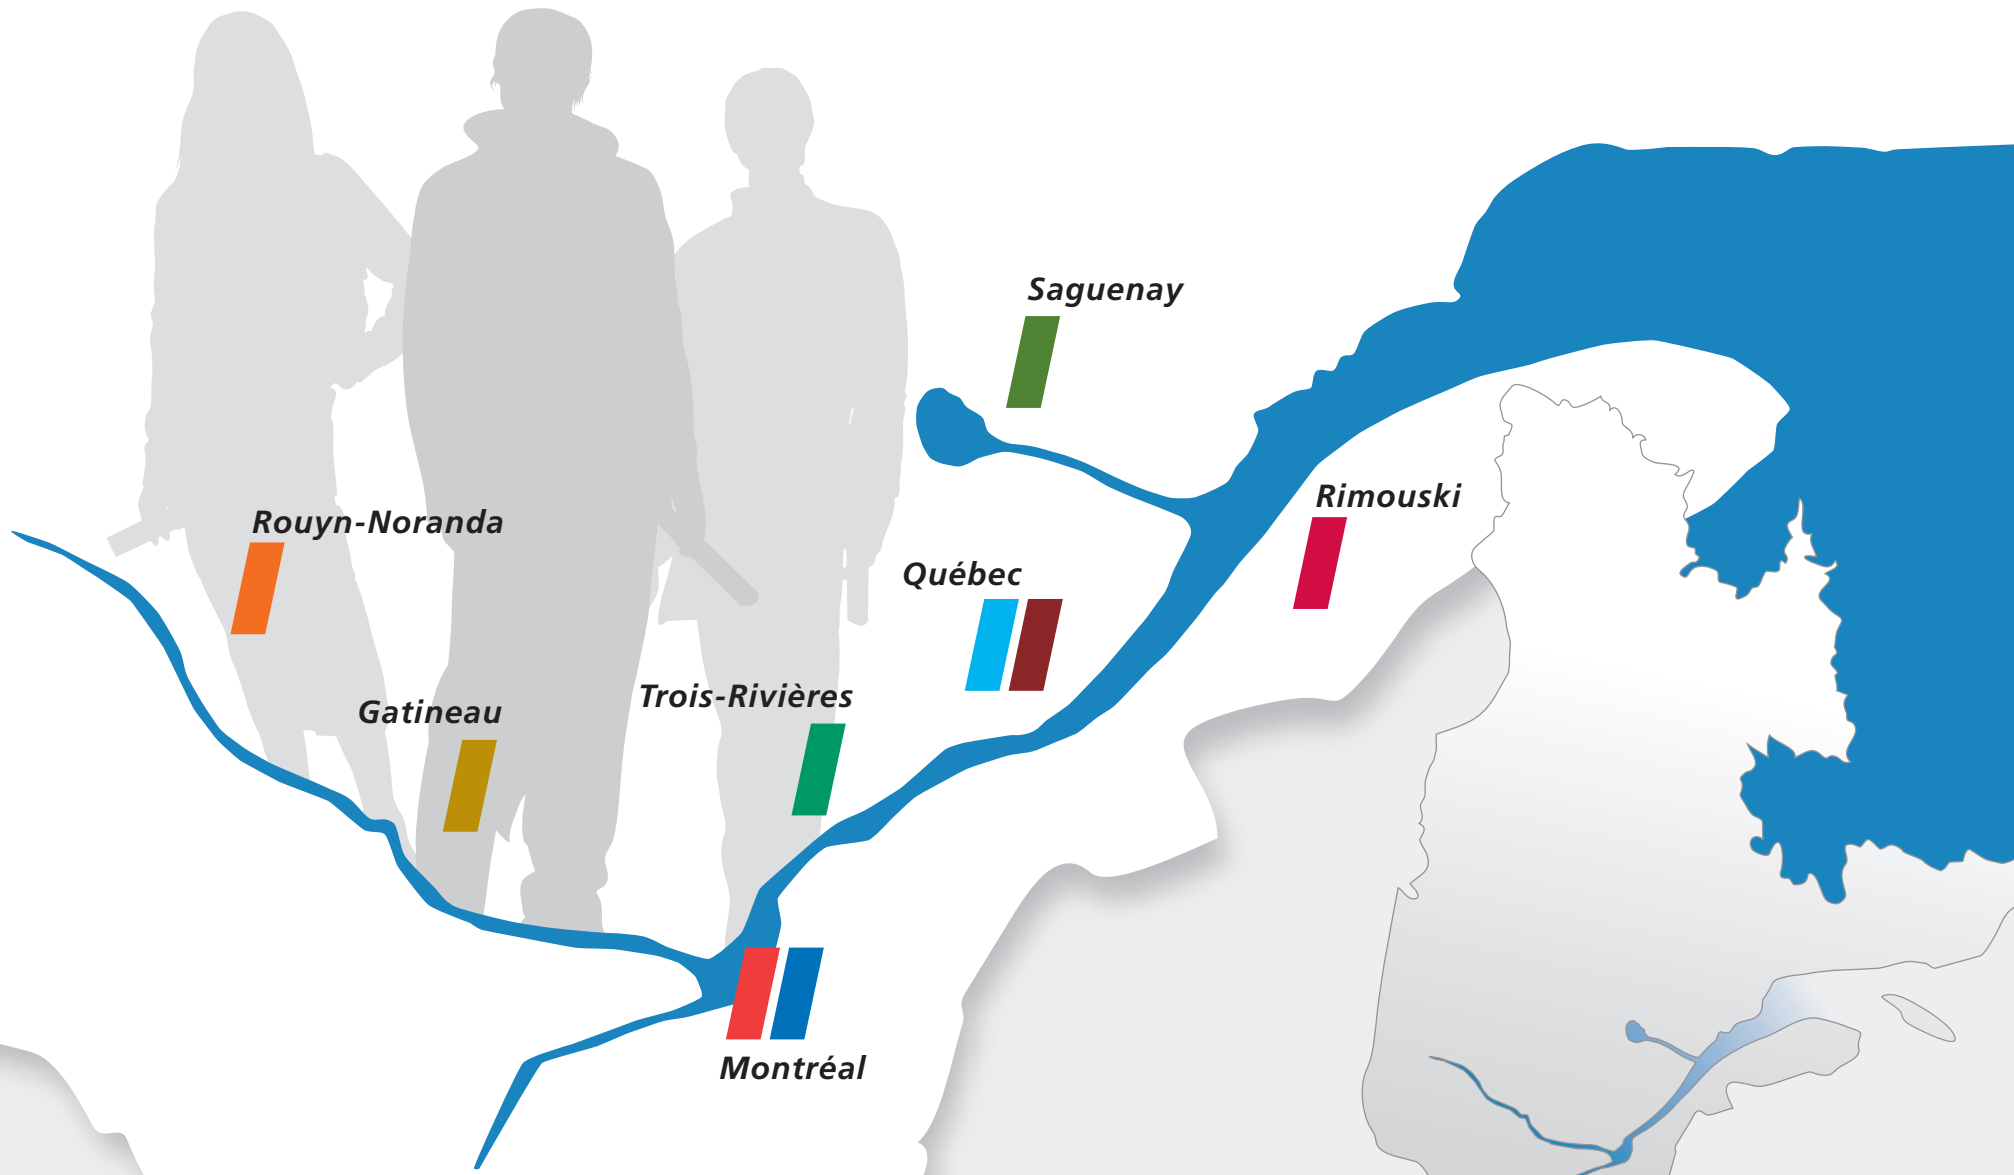 Saguenay
Rimouski
Rouyn-Noranda
Québec
Trois-Rivières
Gatineau
Montréal